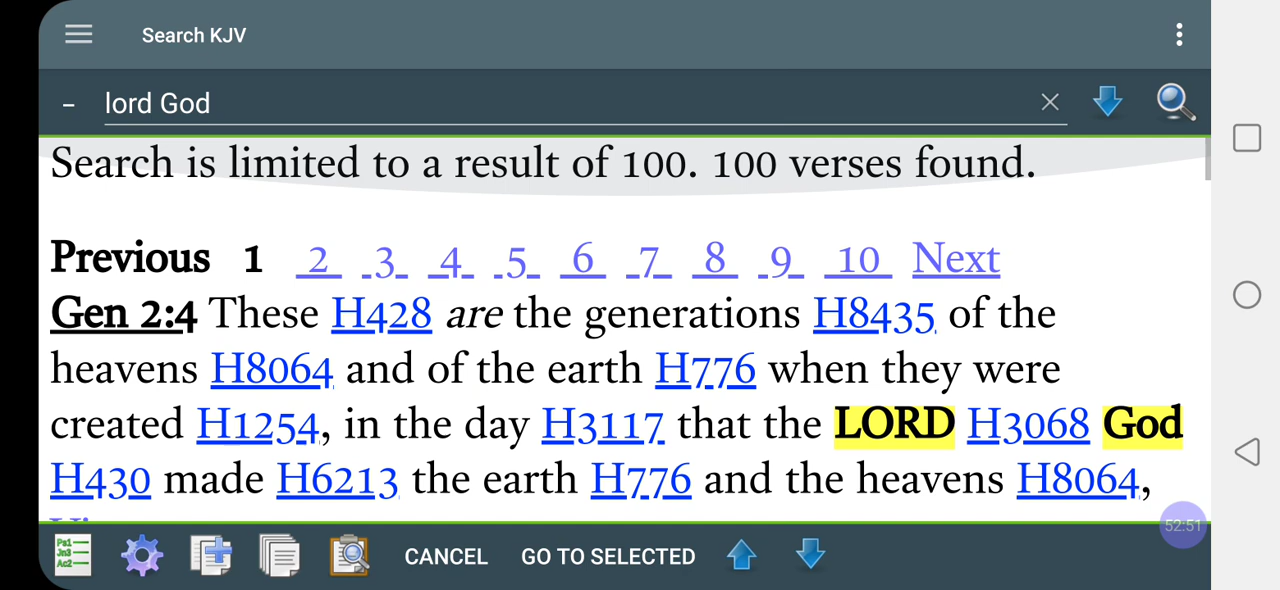 Search KJV
– lord God
Search is limited to a result of 100. 100 verses found.
Previous 1 2 3 4 5 6 7 8 9 10 Next
Gen 2:4 These H428 are the generations H8435 of the
heavens H8064 and of the earth H776 when they were
created H1254, in the day H3117 that the LORD H3068 God
H430 made H6213 the earth H776 and the heavens H8064,
52:51
Ps1
Jn3
Ac2
CANCEL GO TO SELECTED